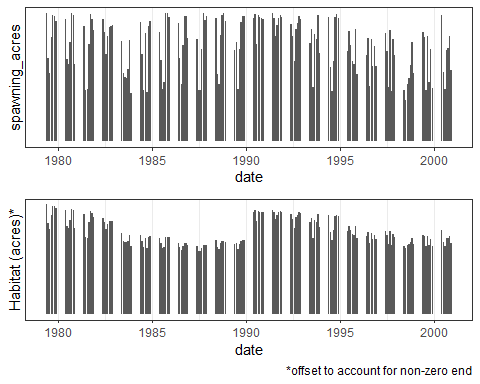 spawning_acres
1980 1985 1990 1995 2000
date
Habitat (acres)*
1980 1985 1990 1995 2000
date
*offset to account for non-zero end